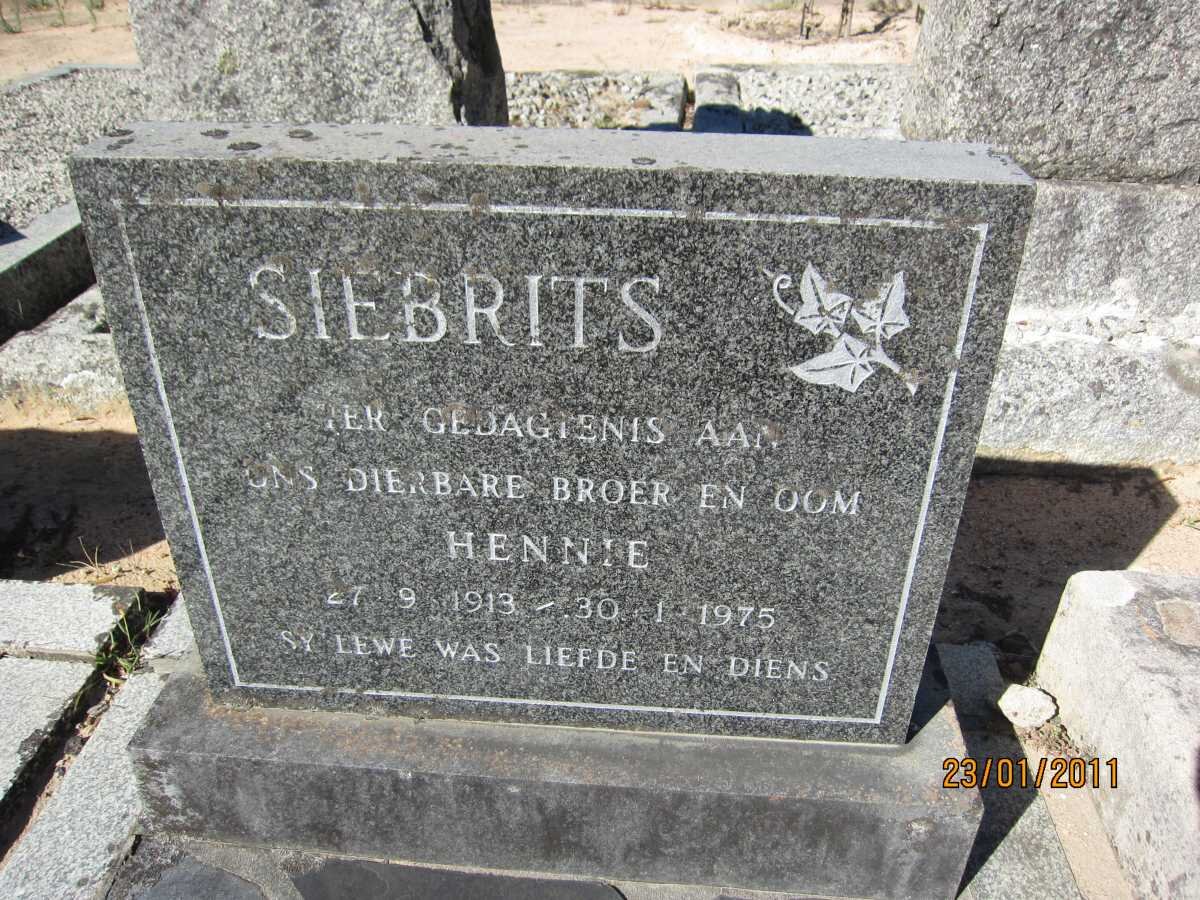 SIEBRITS
TER GEDAGTENIS AAN
ONS DIERBARE BROER EN OOM
HENNIE
27·9·1913 - 30·1·1975
SY LEWE WAS LIEFDE EN DIENS
23/01/2011